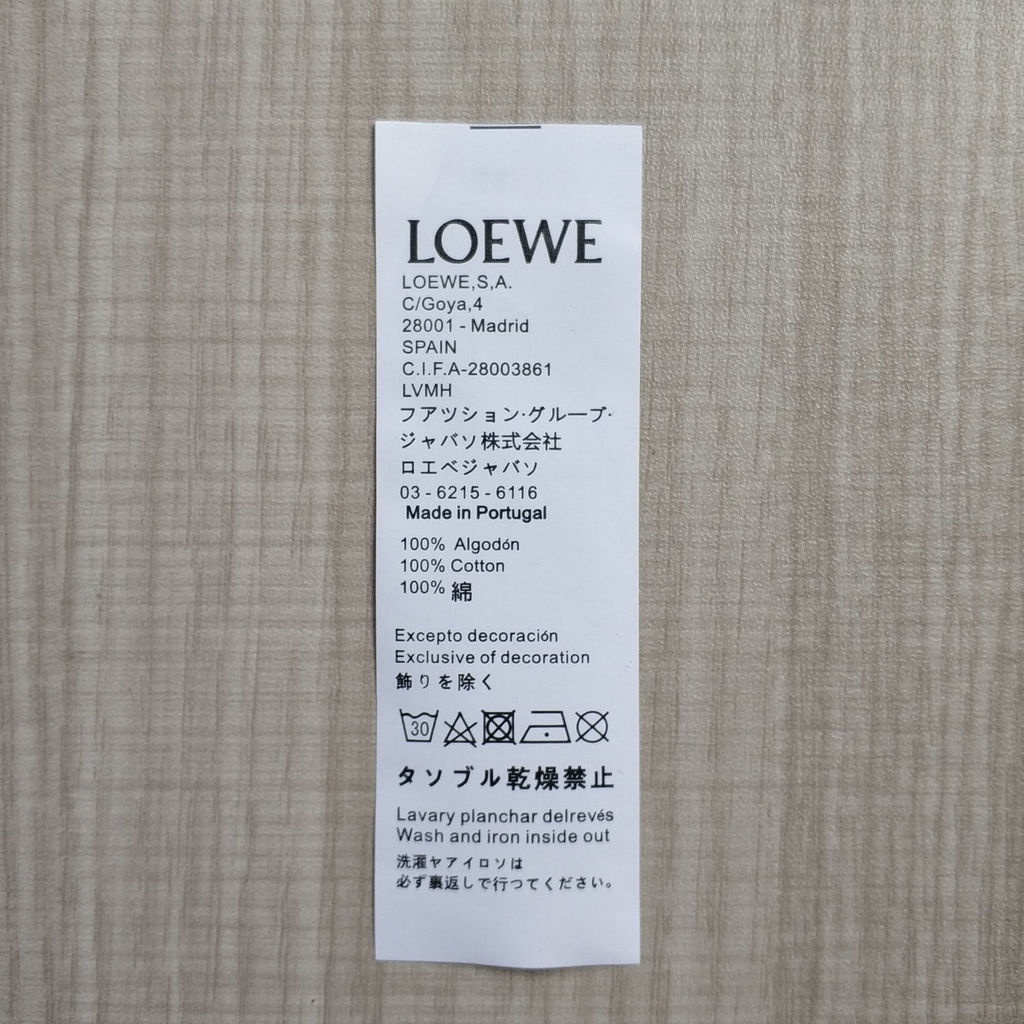 LOEWE
LOEWE,S,A.
C/Goya,4
28001 - Madrid
SPAIN
C.I.F.A-28003861
LVMH
フアツション·グループ·
ジャバソ株式会社
ロエベジャバソ
03 - 6215 - 6116
Made in Portugal
100% Algodón
100% Cotton
100% 綿
Excepto decoración
Exclusive of decoration
飾りを除く
30
タソブル乾燥禁止
Lavary planchar delrevés
Wash and iron inside out
洗濯ヤアイロソは
必ず裏返しで行つてください。